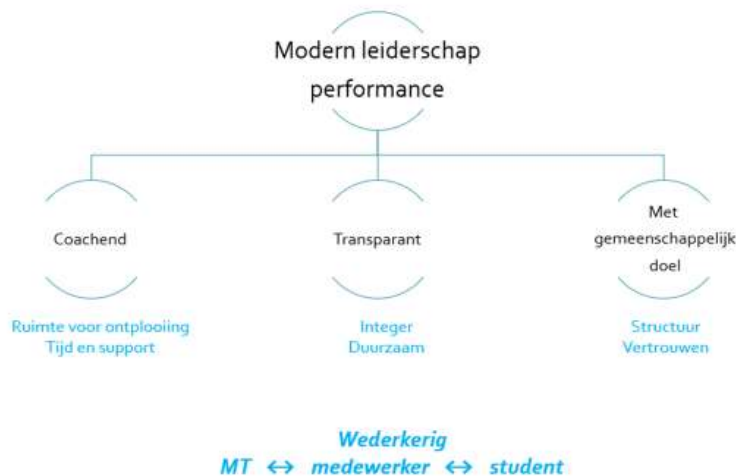 Modern leiderschap
performance
Coachend
Transparant
Met
gemeenschappelijk
doel
Ruimte voor ontplooiing
Tijd en support
Integer
Duurzaam
Structuur
Vertrouwen
Wederkerig
MT ↔ medewerker ↔ student